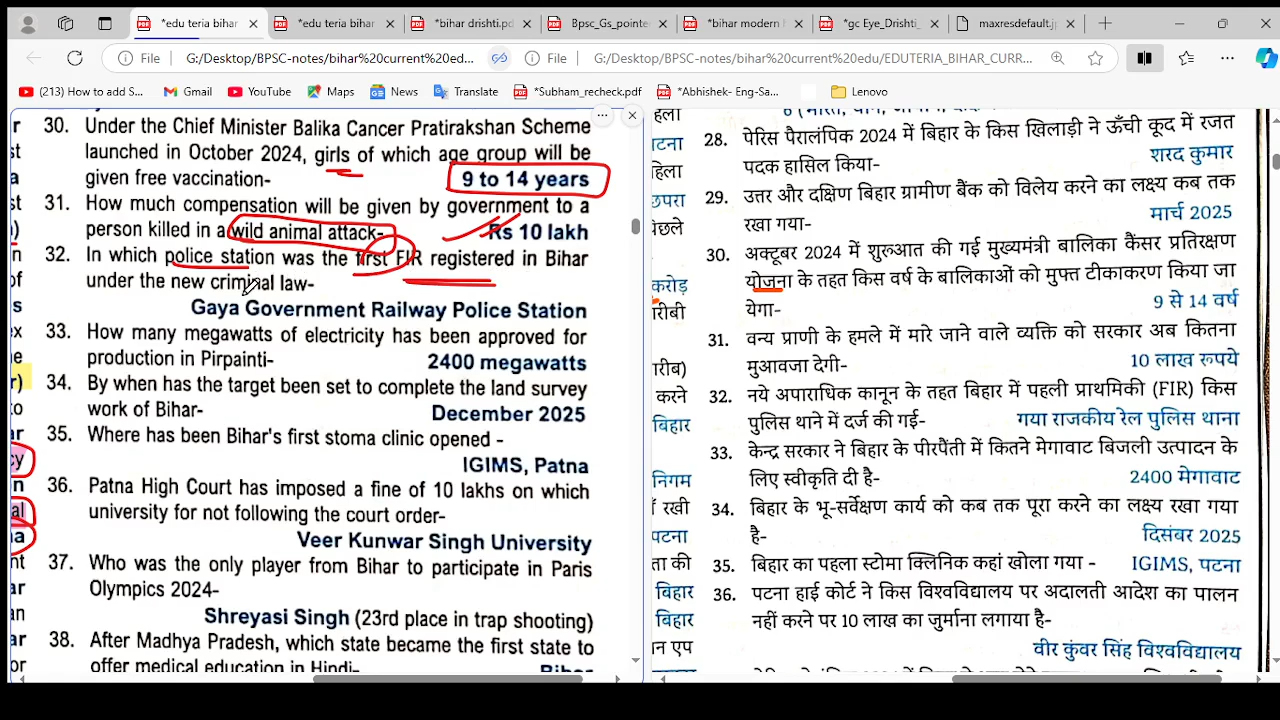 *edu teria bihar
*edu teria bihar
*bihar drishti.pd
Bpsc_Gs_pointe
*bihar modern h
*gc Eye_Drishti_
maxresdefault.jp
File
G:/Desktop/BPSC-notes/bihar%20current%20ed...
File
G:/Desktop/BPSC-notes/bihar%20current%20edu/EDUTERIA_BIHAR_CURR...
(213) How to add S...
Gmail
YouTube
Maps
News
Translate
*Subham_recheck.pdf
*Abhishek- Eng-Sa...
Lenovo
30. Under the Chief Minister Balika Cancer Pratirakshan Scheme
launched in October 2024, girls of which age group will be
given free vaccination- 9 to 14 years
31. How much compensation will be given by government to a
person killed in a wild animal attack- Rs 10 lakh
32. In which police station was the first FIR registered in Bihar
under the new criminal law-
Gaya Government Railway Police Station
33. How many megawatts of electricity has been approved for
production in Pirpainti- 2400 megawatts
34. By when has the target been set to complete the land survey
work of Bihar- December 2025
35. Where has been Bihar's first stoma clinic opened -
IGIMS, Patna
36. Patna High Court has imposed a fine of 10 lakhs on which
university for not following the court order-
Veer Kunwar Singh University
37. Who was the only player from Bihar to participate in Paris
Olympics 2024-
Shreyasi Singh (23rd place in trap shooting)
38. After Madhya Pradesh, which state became the first state to
offer medical education in Hindi- Bihar
28. पेरिस पैरालंपिक 2024 में बिहार के किस खिलाड़ी ने ऊँची कूद में रजत
पदक हासिल किया- शरद कुमार
29. उत्तर और दक्षिण बिहार ग्रामीण बैंक को विलेय करने का लक्ष्य कब तक
रखा गया- मार्च 2025
30. अक्टूबर 2024 में शुरूआत की गई मुख्यमंत्री बालिका कैंसर प्रतिरक्षण
योजना के तहत किस वर्ष के बालिकाओं को मुफ्त टीकाकरण किया जा
येगा- 9 से 14 वर्ष
31. वन्य प्राणी के हमले में मारे जाने वाले व्यक्ति को सरकार अब कितना
मुआवजा देगी- 10 लाख रूपये
32. नये अपाराधिक कानून के तहत बिहार में पहली प्राथमिकी (FIR) किस
पुलिस थाने में दर्ज की गई- गया राजकीय रेल पुलिस थाना
33. केन्द्र सरकार ने बिहार के पीरपैंती में कितने मेगावाट बिजली उत्पादन के
लिए स्वीकृति दी है- 2400 मेगावाट
34. बिहार के भू-सर्वेक्षण कार्य को कब तक पूरा करने का लक्ष्य रखा गया
है- दिसंबर 2025
35. बिहार का पहला स्टोमा क्लिनिक कहां खोला गया - IGIMS, पटना
36. पटना हाई कोर्ट ने किस विश्वविद्यालय पर अदालती आदेश का पालन
नहीं करने पर 10 लाख का जुर्माना लगाया है-
वीर कुंवर सिंह विश्वविद्यालय